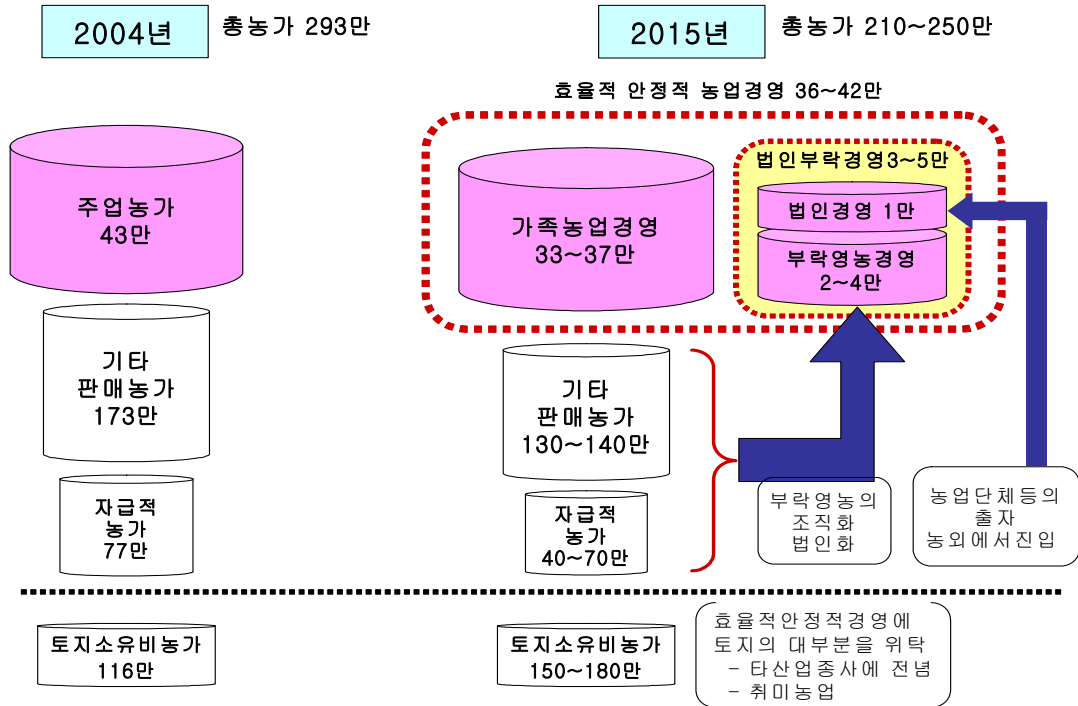 2004년
총농가 293만
주업농가
43만
기타
판매농가
173만
자급적
농가
77만
토지소유비농가
116만
2015년
총농가 210~250만
효율적 안정적 농업경영 36~42만
가족농업경영
33~37만
법인부락경영3~5만
법인경영 1만
부락영농경영
2~4만
기타
판매농가
130~140만
자급적
농가
40~70만
부락영농의
조직화
법인화
농업단체등의
출자
농외에서진입
토지소유비농가
150~180만
효율적안정적경영에
토지의 대부분을 위탁
- 타산업종사에 전념
- 취미농업